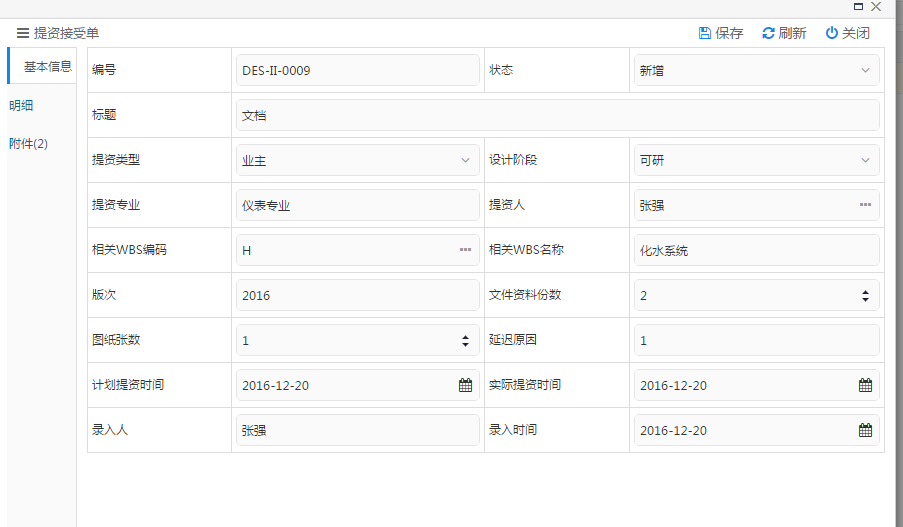 提资接受单 保存 刷新 关闭
基本信息
明细
附件(2)
编号 DES-II-0009 状态 新增
标题 文档
提资类型 业主 设计阶段 可研
提资专业 仪表专业 提资人 张强
相关WBS编码 H 相关WBS名称 化水系统
版次 2016 文件资料份数 2
图纸张数 1 延迟原因 1
计划提资时间 2016-12-20 实际提资时间 2016-12-20
录入人 张强 录入时间 2016-12-20